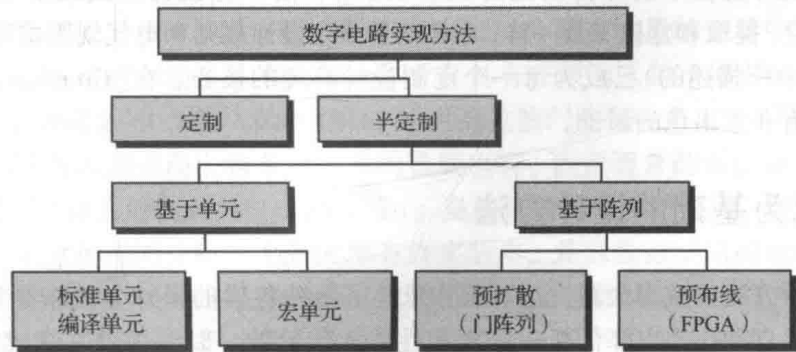 数字电路实现方法
定制
半定制
基于单元
基于阵列
标准单元
编译单元
宏单元
预扩散
（门阵列）
预布线
（FPGA）